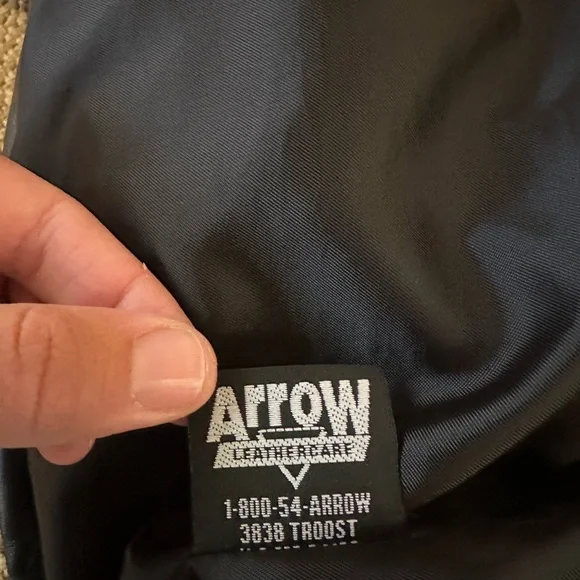 Arrow
LEATHERCARE
1-800-54-ARROW
3838 TROOST